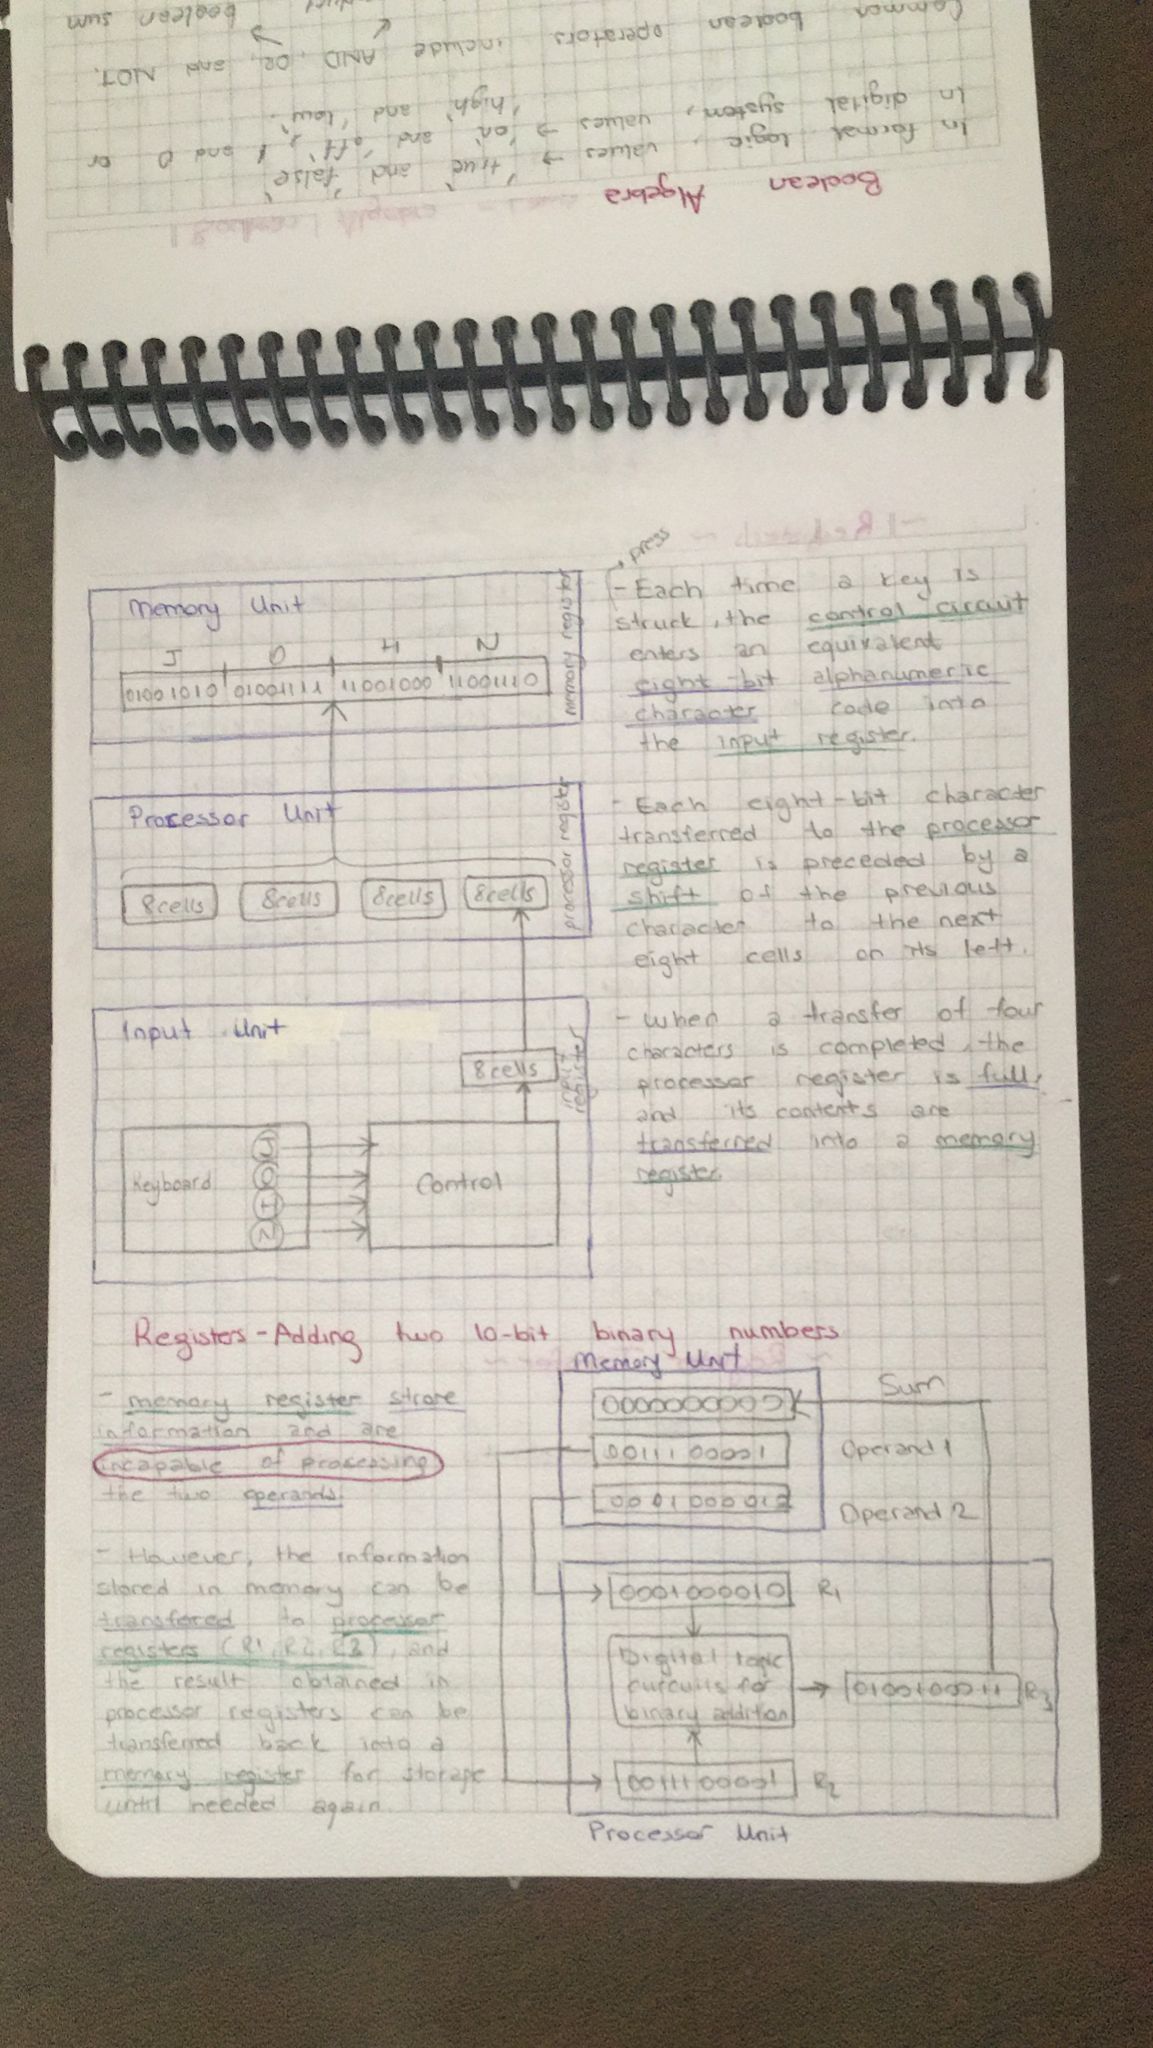 Boolean Algebra
In formal logic, values → "true" and "false"
In digital system, values → "on" and "off", 1 and 0 or
"high" and "low".
Common boolean operators include AND, OR, and NOT.
boolean sum
press
Memory Unit
J O H N
01001010 11001000
memory register
- Each time a key is
struck, the control circuit
enters an equivalent
eight-bit alphanumeric
character code into
the input register.
Processor Unit
8cells 8cells 8cells 8cells
processor register
- Each eight-bit character
transferred to the processor
register is preceded by a
shift of the previous
character to the next
eight cells on its left.
Input Unit
8cells
input register
Keyboard
J
O
H
N
Control
- When a transfer of four
characters is completed, the
processor register is full,
and its contents are
transferred into a memory
register.
Registers - Adding two 10-bit binary numbers
- memory register strore
information and are
incapable of processing
the two operands.
- However, the information
stored in memory can be
transfered to processor
registers (R1, R2, R3), and
the result obtained in
processor registers can be
transferred back into a
memory register for storage
until needed again.
Memory Unit
Sum
0011100001 Operand 1
Operand 2
0001000010 R1
Digital logic
circuits for
binary addition
0100100011 R3
0011100001 R2
Processor Unit